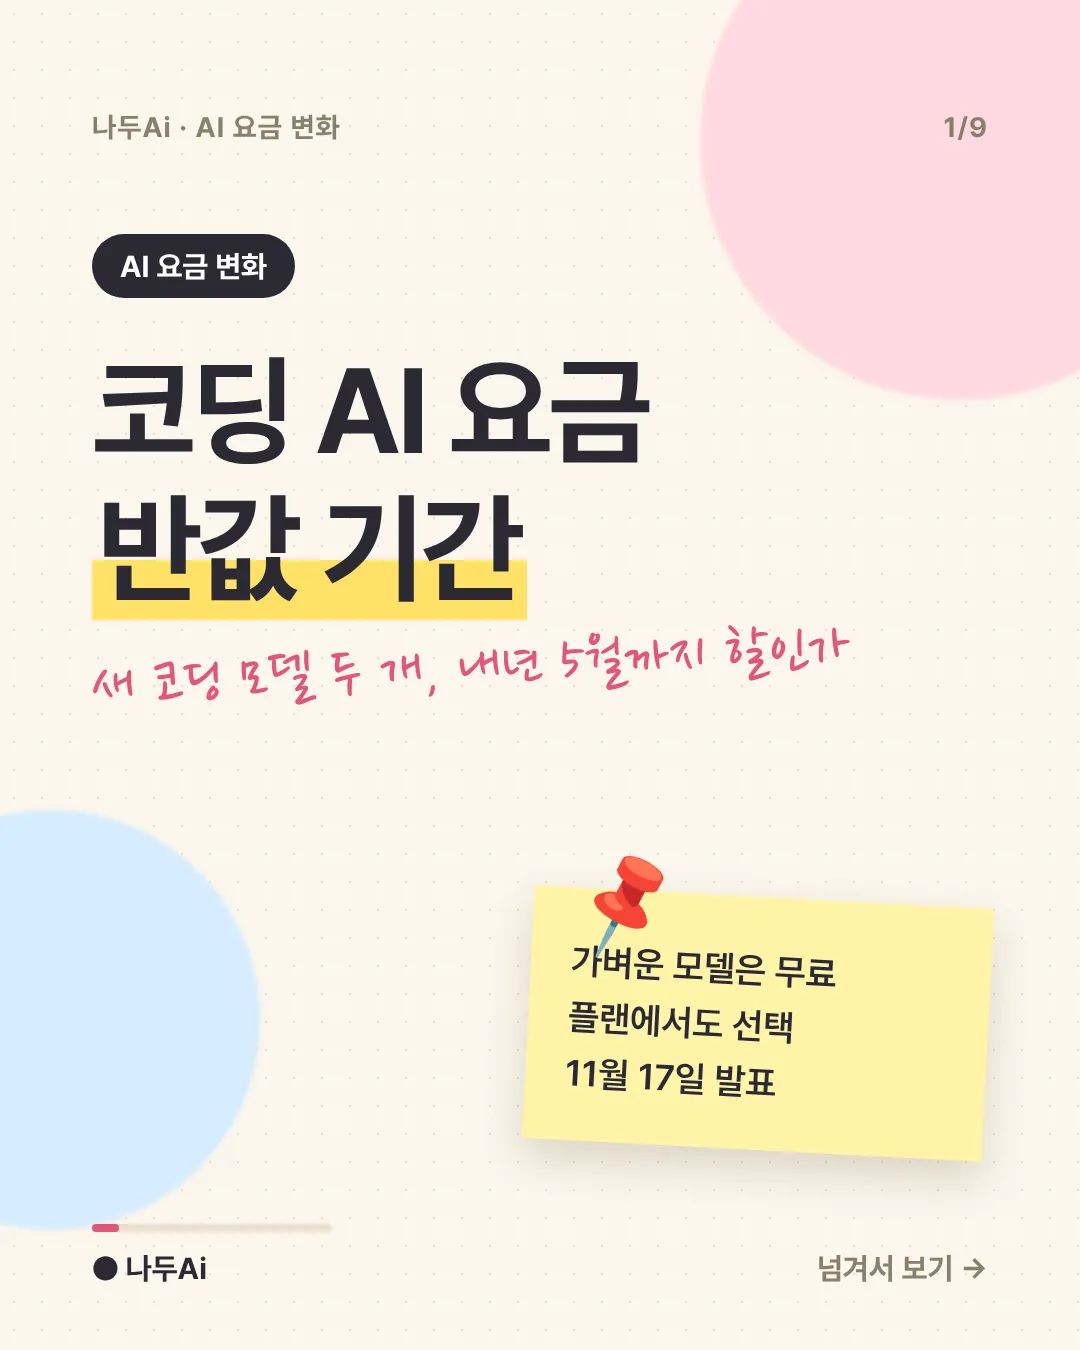 나두Ai · AI 요금 변화
1/9
AI 요금 변화
코딩 AI 요금
반값 기간
새 코딩 모델 두 개, 내년 5월까지 할인가
가벼운 모델은 무료
플랜에서도 선택
11월 17일 발표
나두Ai
넘겨서 보기 →